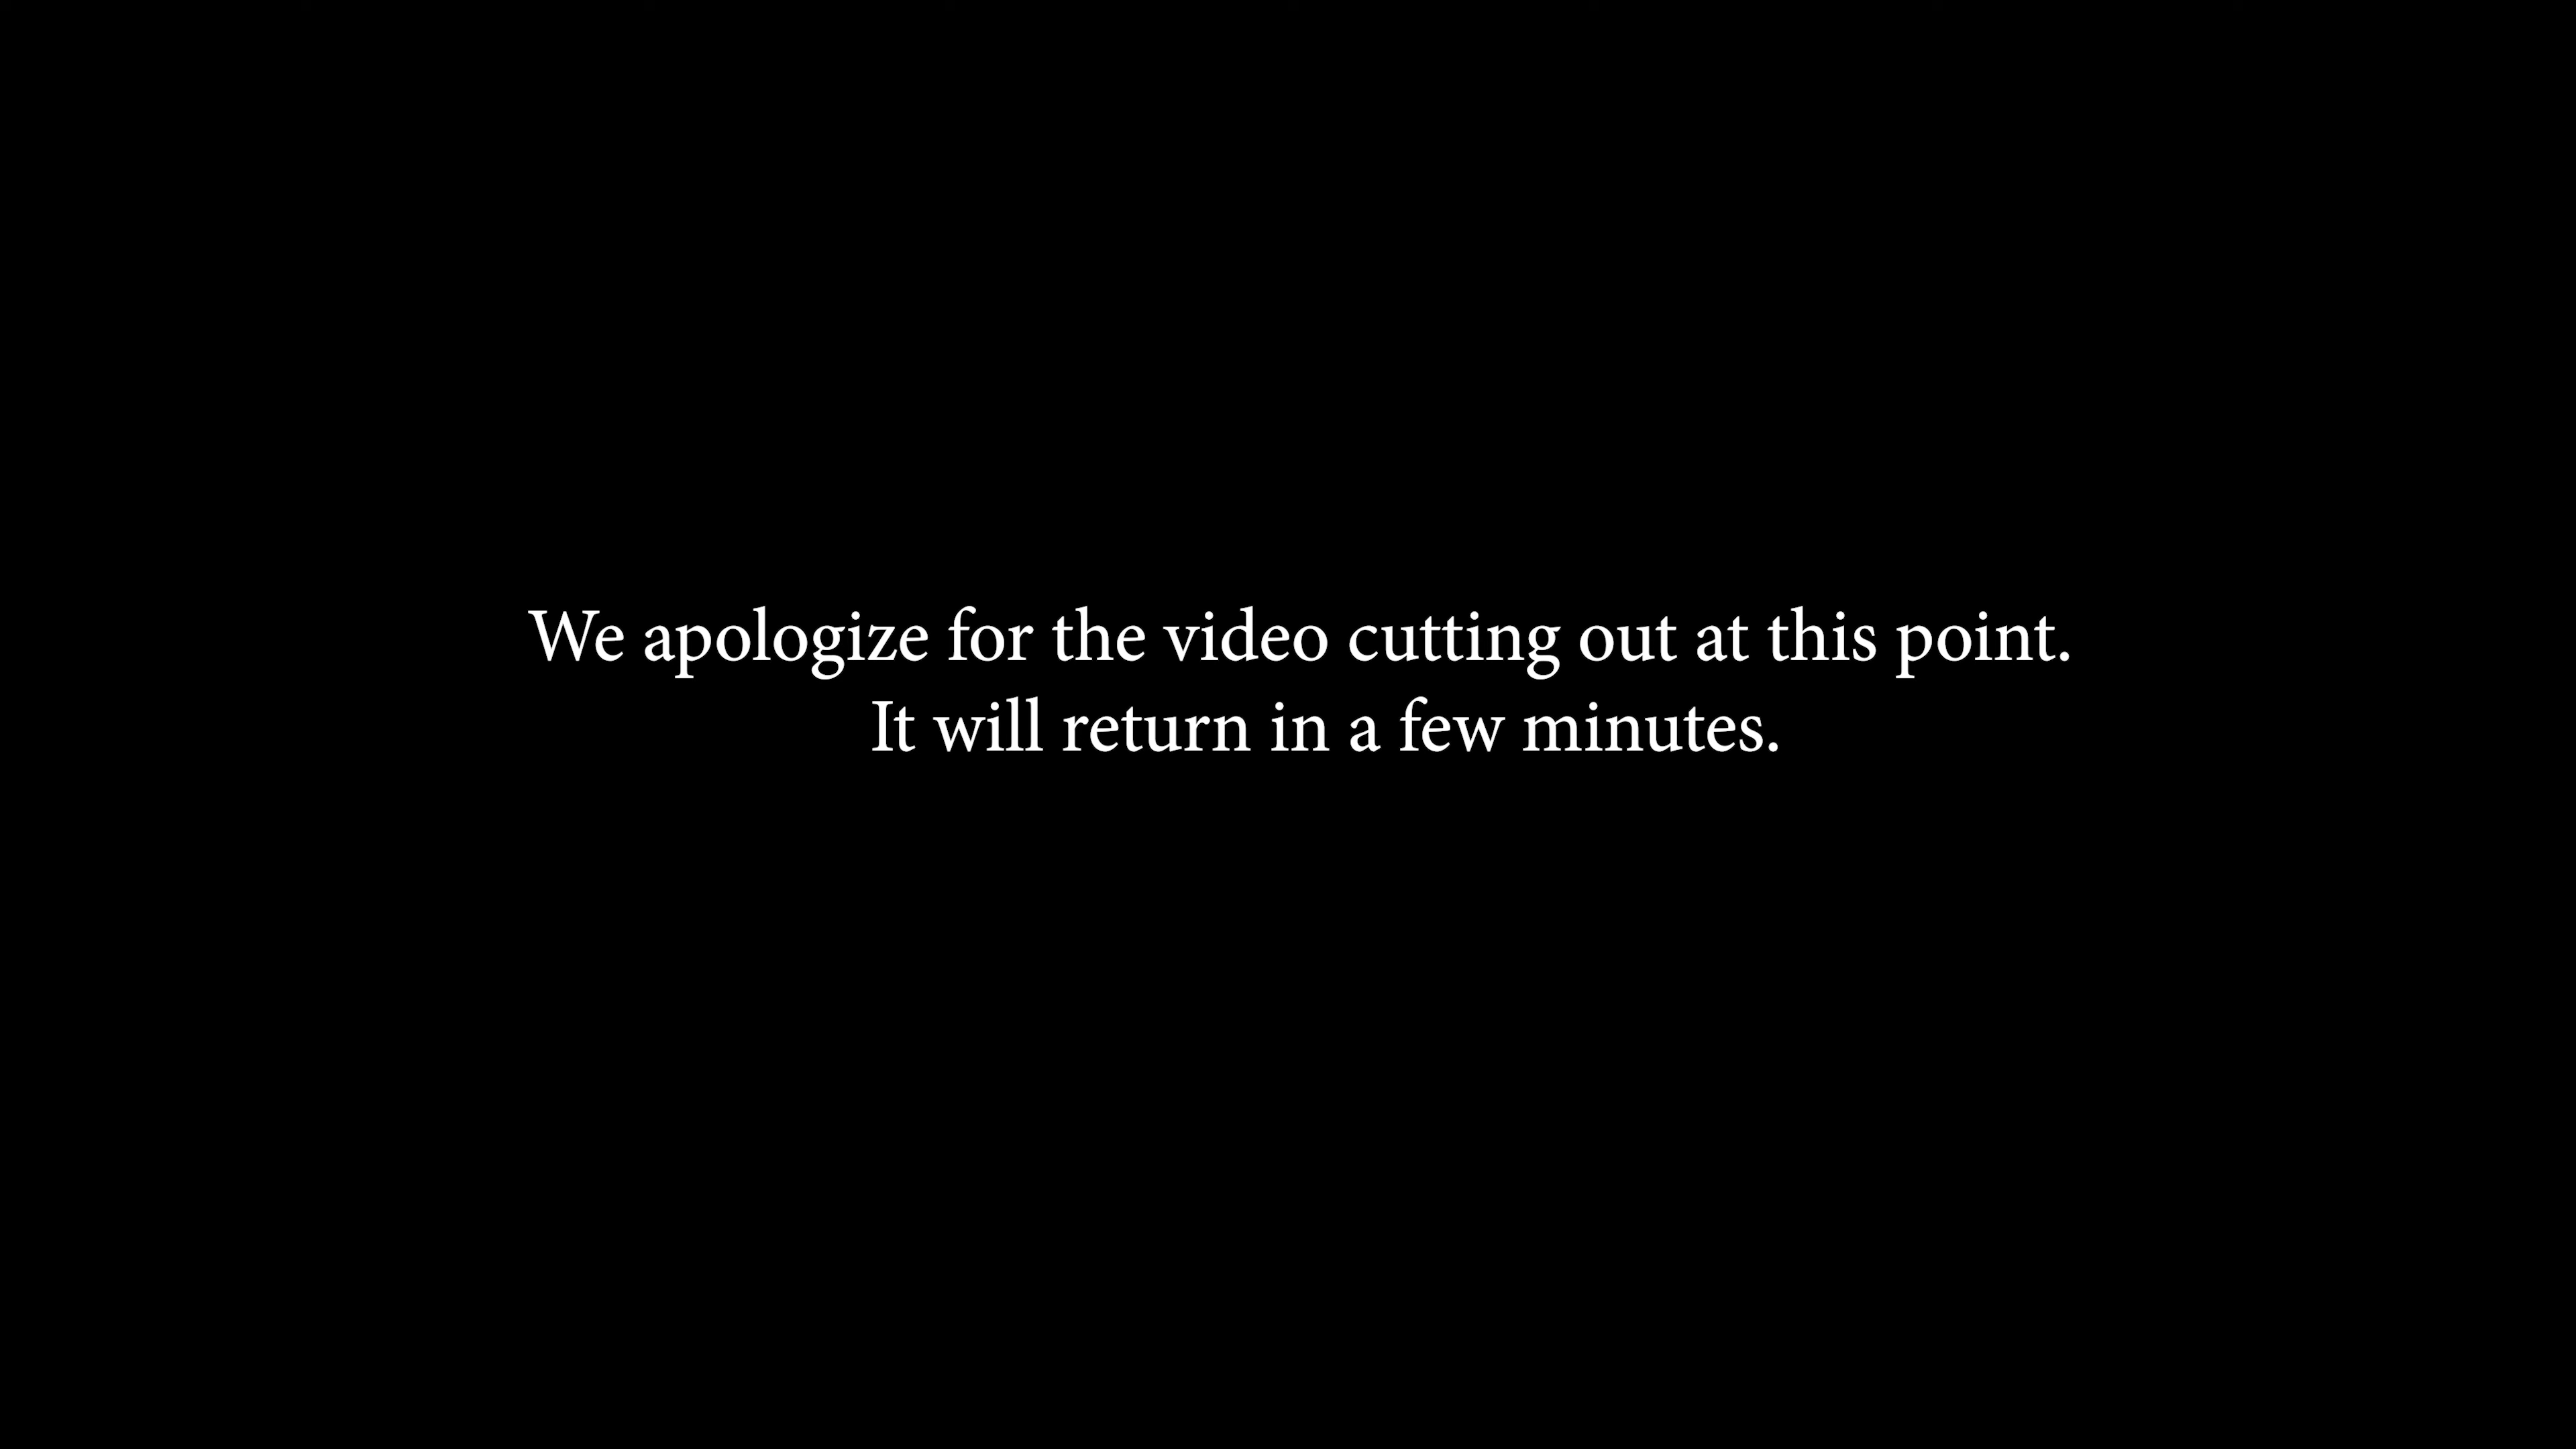 We apologize for the video cutting out at this point.
It will return in a few minutes.